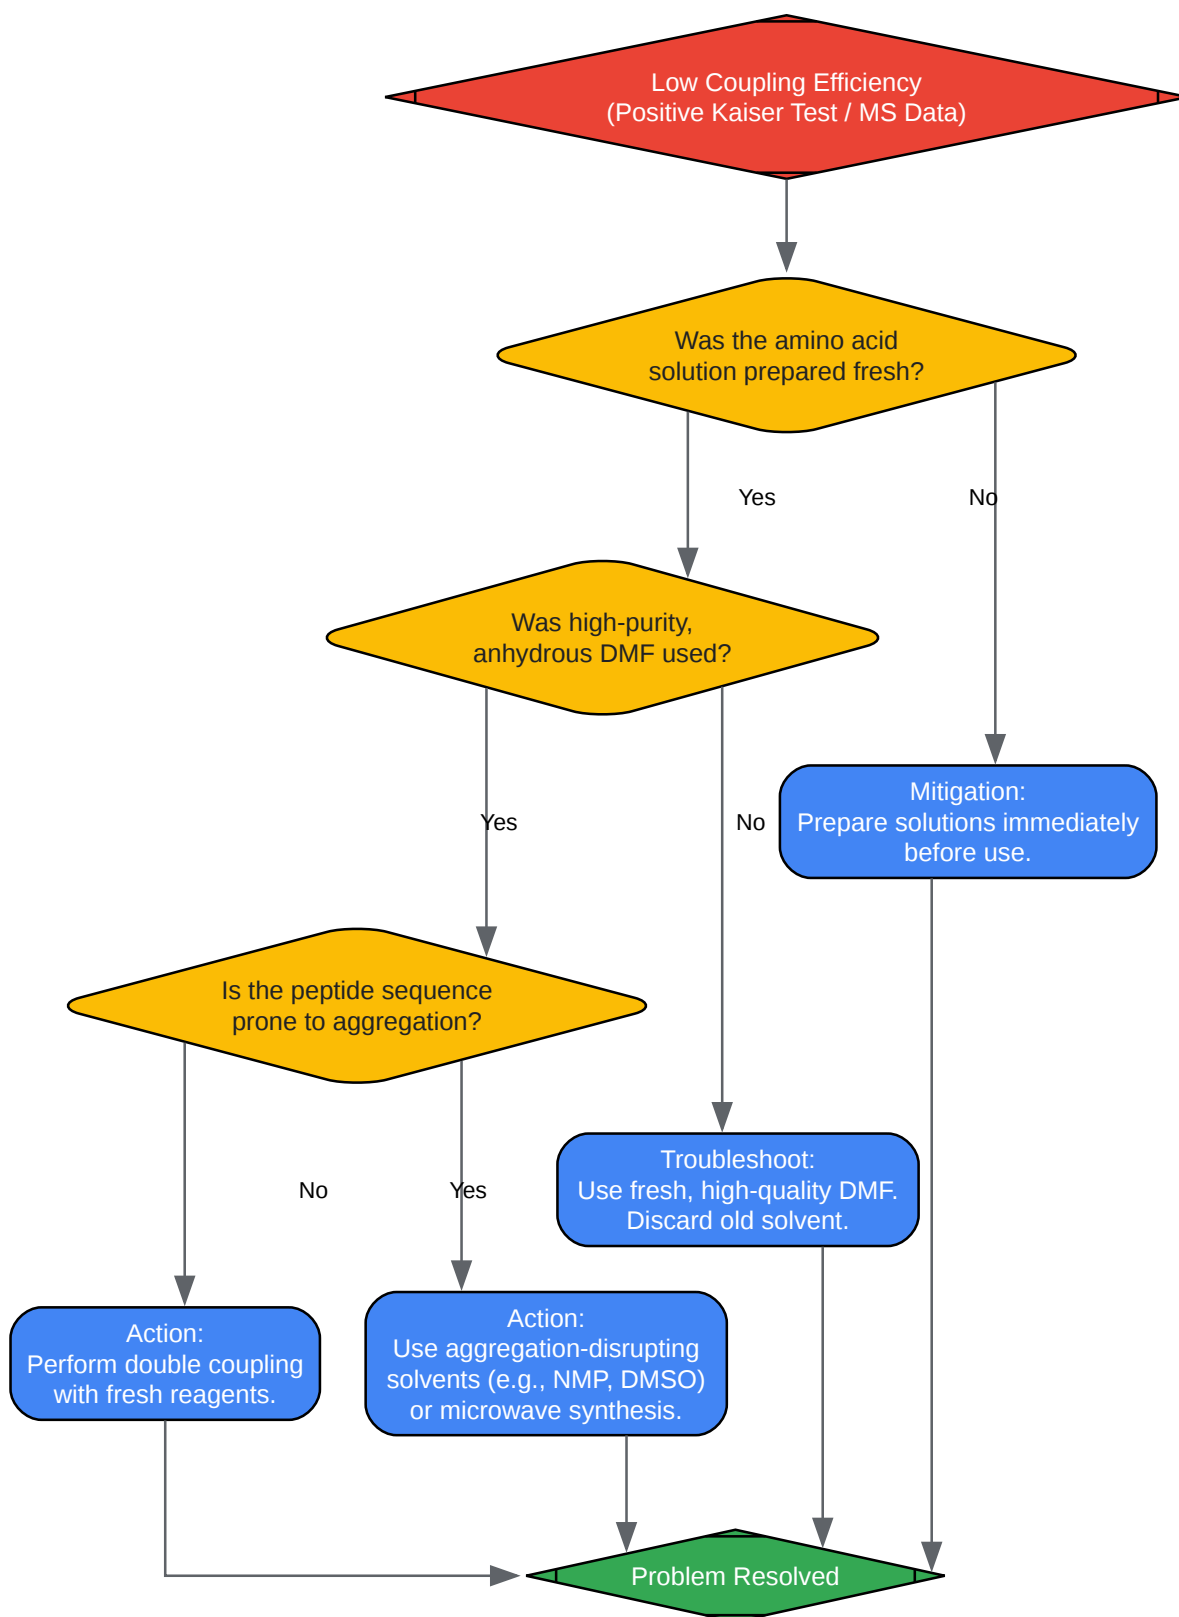 Low Coupling Efficiency
(Positive Kaiser Test / MS Data)
Was the amino acid
solution prepared fresh?
Yes
No
Was high-purity,
anhydrous DMF used?
Yes
No
Mitigation:
Prepare solutions immediately
before use.
Is the peptide sequence
prone to aggregation?
No
Yes
Troubleshoot:
Use fresh, high-quality DMF.
Discard old solvent.
Action:
Perform double coupling
with fresh reagents.
Action:
Use aggregation-disrupting
solvents (e.g., NMP, DMSO)
or microwave synthesis.
Problem Resolved